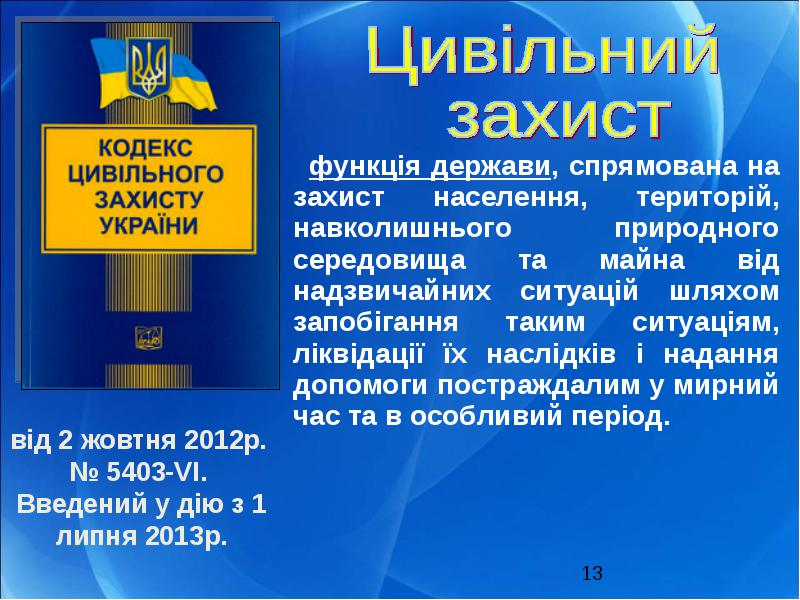 КОДЕКС
ЦИВІЛЬНОГО
ЗАХИСТУ
УКРАЇНИ
від 2 жовтня 2012р.
№ 5403-VI.
Введений у дію з 1
липня 2013р.
Цивільний
захист
функція держави, спрямована на
захист населення, територій,
навколишнього природного
середовища та майна від
надзвичайних ситуацій шляхом
запобігання таким ситуаціям,
ліквідації їх наслідків і надання
допомоги постраждалим у мирний
час та в особливий період.
13